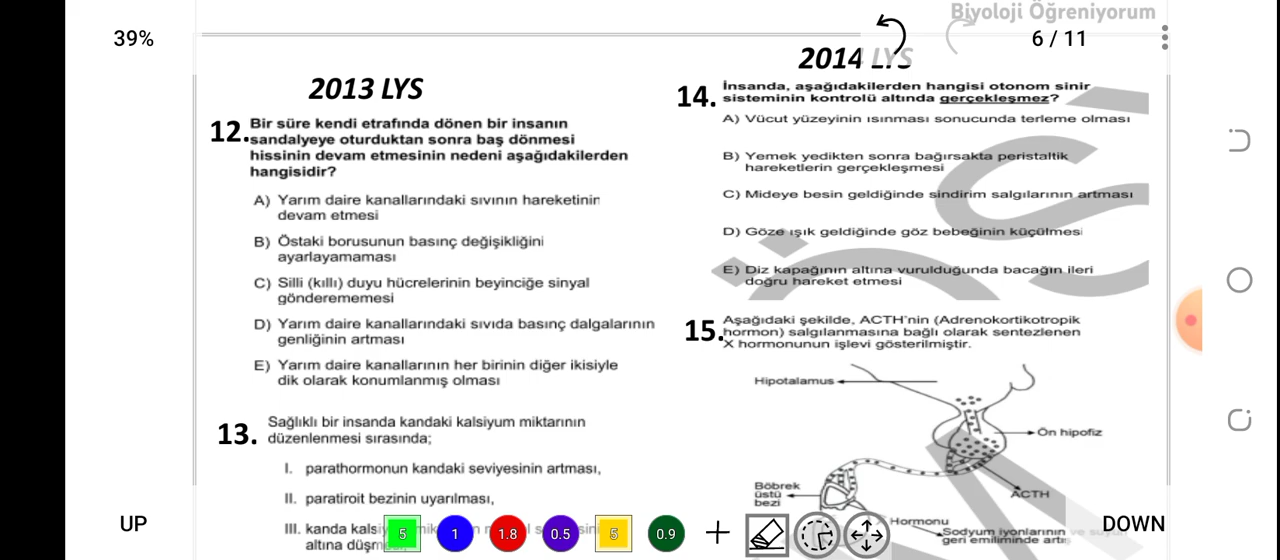 Biyoloji Öğreniyorum
39%
6 / 11
2013 LYS
12. Bir süre kendi etrafında dönen bir insanın
sandalyeye oturduktan sonra baş dönmesi
hissinin devam etmesinin nedeni aşağıdakilerden
hangisidir?
A) Yarım daire kanallarındaki sıvının hareketinin
devam etmesi
B) Östaki borusunun basınç değişikliğini
ayarlayamaması
C) Silli (kıllı) duyu hücrelerinin beyinciğe sinyal
gönderememesi
D) Yarım daire kanallarındaki sıvıda basınç dalgalarının
genliğinin artması
E) Yarım daire kanallarının her birinin diğer ikisiyle
dik olarak konumlanmış olması
13. Sağlıklı bir insanda kandaki kalsiyum miktarının
düzenlenmesi sırasında;
I. parathormonun kandaki seviyesinin artması,
II. paratiroit bezinin uyarılması,
III. kanda
altına
2014 LYS
14. İnsanda, aşağıdakilerden hangisi otonom sinir
sisteminin kontrolü altında gerçekleşmez?
A) Vücut yüzeyinin ısınması sonucunda terleme olması
B) Yemek yedikten sonra bağırsakta peristaltik
hareketlerin gerçekleşmesi
C) Mideye besin geldiğinde sindirim salgılarının artması
D) Göze ışık geldiğinde göz bebeğinin küçülmesi
E) Diz kapağının altına vurulduğunda bacağın ileri
doğru hareket etmesi
15. Aşağıdaki şekilde, ACTH'nin (Adrenokortikotropik
hormon) salgılanmasına bağlı olarak sentezlenen
X hormonunun işlevi gösterilmiştir.
Hipotalamus
Ön hipofiz
Böbrek
üstü
bezi
ACTH
Hormonu
Sodyum iyonlarının ve suyun
geri emiliminde artış
UP
5 1 1.8 0.5 5 0.9
DOWN